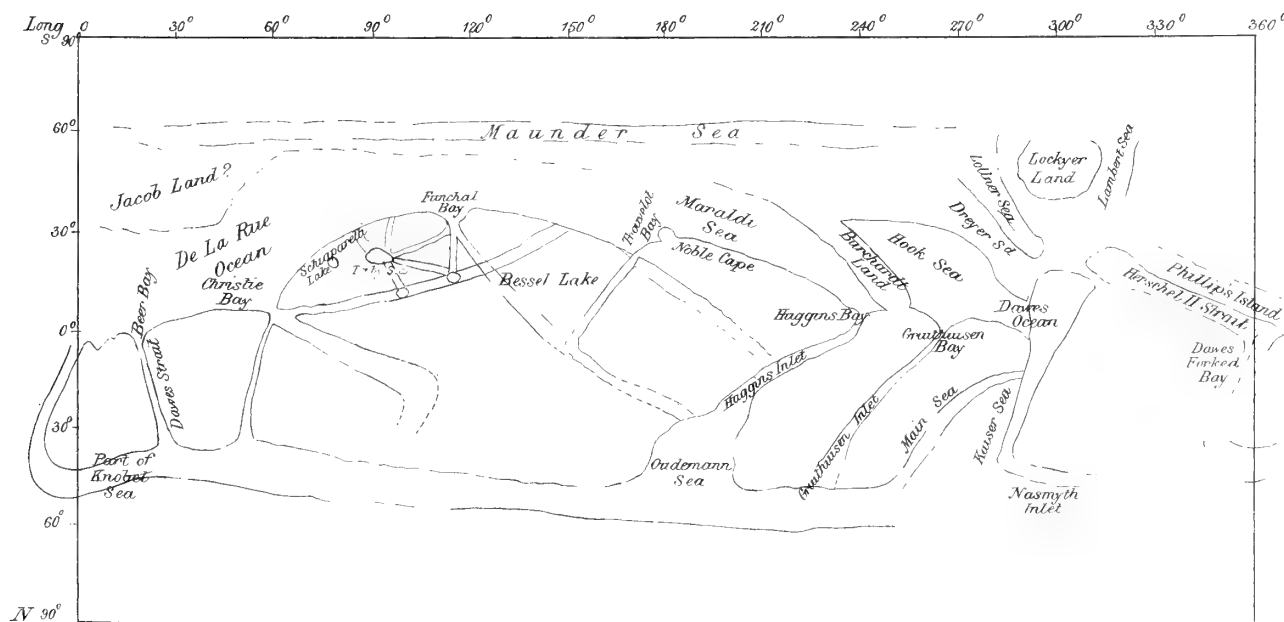 Long 0 30° 60° 90° 120° 150° 180° 210° 240° 270° 300° 330° 360°
S
90°
60°
Maunder Sea
Jacob Land?
Lollner Sea
Lockyer
Land
Lambert Sea
30°
De La Rue
Ocean
Christie
Bay
Beer Bay
Schiaparelli
Lake
Funchal
Bay
Bessel Lake
Trouvelot
Bay
Maraldi
Sea
Noble Cape
Burchardt
Land
Hook Sea
Dreyer Sd
Phillips Island
Herschel II Strait
0°
Huggins Bay
Gruithuisen
Bay
Dawes
Ocean
Dawes
Forked
Bay
Dawes Strait
Huggins Inlet
Gruithuisen Inlet
Main Sea
Kaiser Sea
30°
Part of
Knobel
Sea
Oudemann
Sea
Nasmyth
Inlet
60°
N 90°